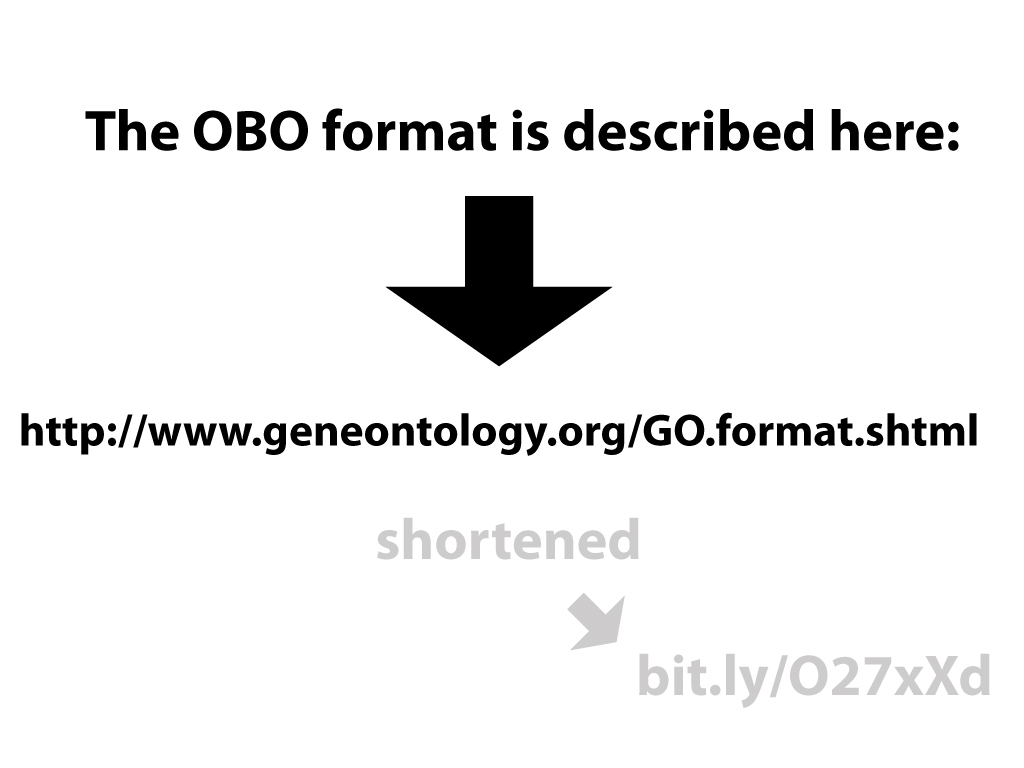 The OBO format is described here:
http://www.geneontology.org/GO.format.shtml
shortened
bit.ly/O27xXd